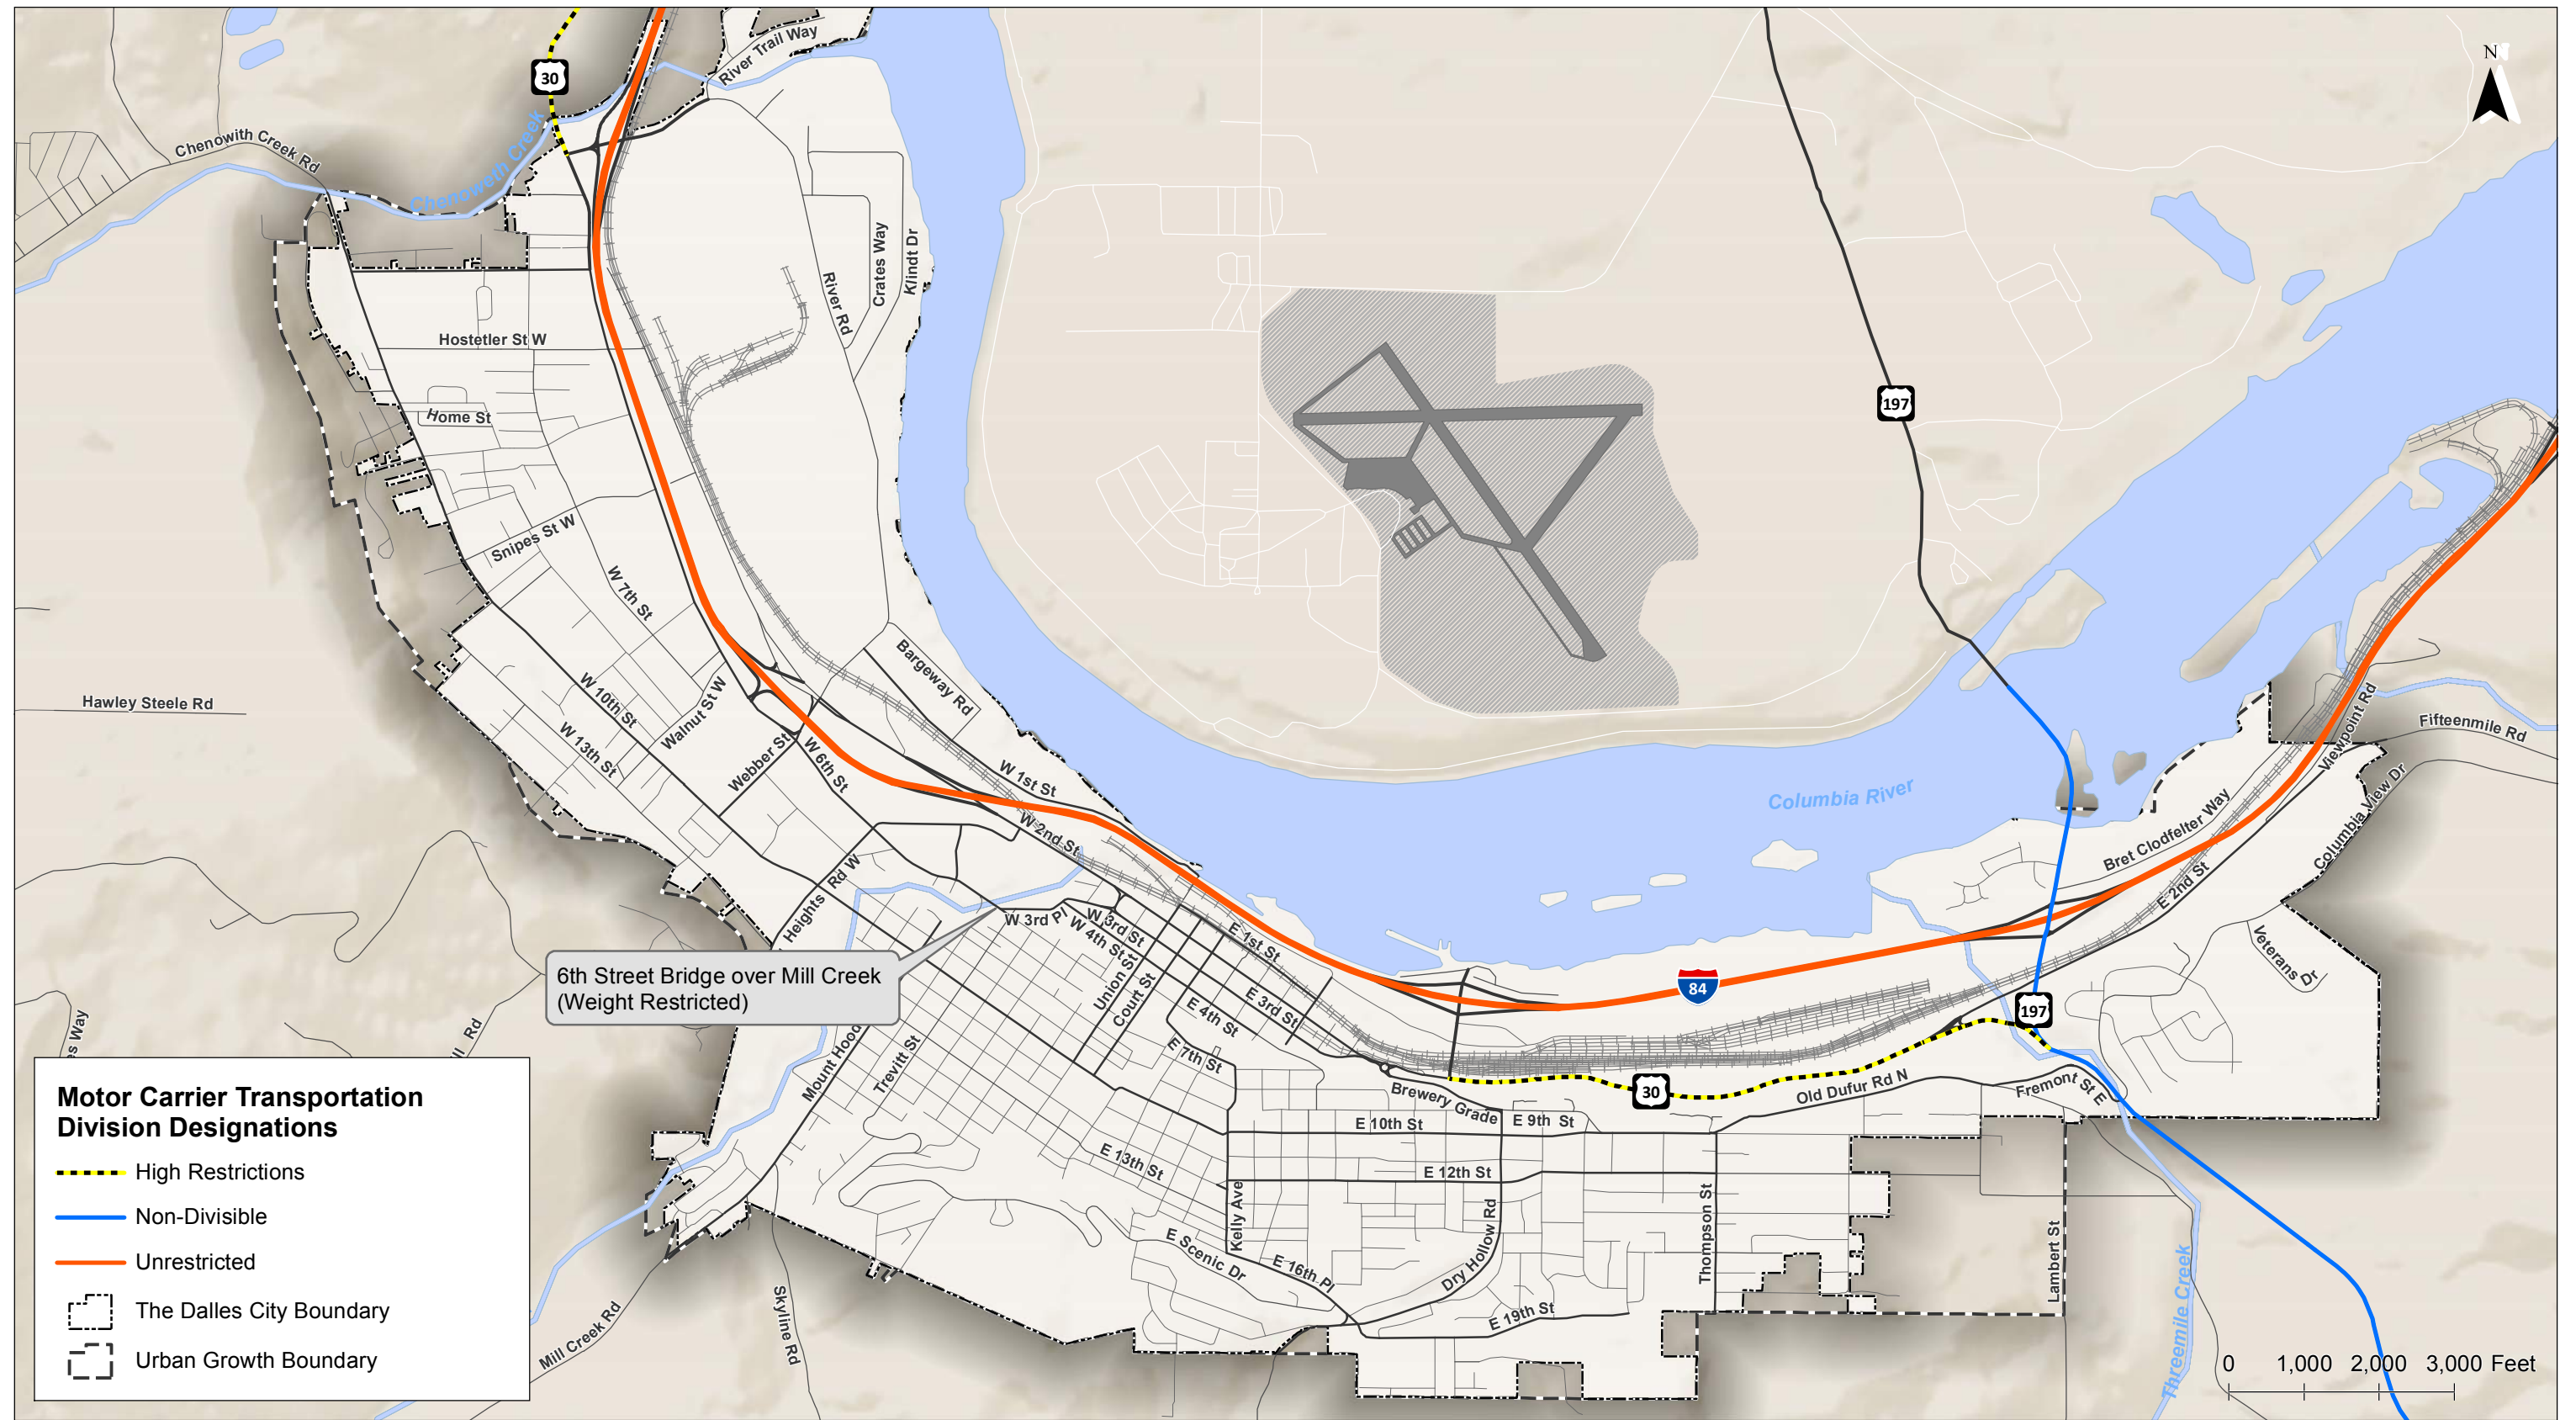 N
River Trail Way
30
Chenowith Creek Rd
Chenoweth Creek
Crates Way
Klindt Dr
River Rd
Hostetler St W
Home St
197
Snipes St W
W 7th St
Bargeway Rd
Hawley Steele Rd
W 10th St
Walnut St W
W 13th St
Webber St
W 6th St
W 1st St
W 2nd St
Columbia River
Viewpoint Rd
Fifteenmile Rd
Bret Clodfelter Way
Columbia View Dr
E 2nd St
Heights Rd W
W 3rd Pl
W 3rd St
W 4th St
Union St
Court St
E 1st St
E 3rd St
E 4th St
E 7th St
Veterans Dr
6th Street Bridge over Mill Creek
(Weight Restricted)
84
197
30
Mount Hood
Trevitt St
Brewery Grade
Old Dufur Rd N
Fremont St E
E 9th St
E 10th St
E 12th St
E 13th St
Kelly Ave
Dry Hollow Rd
Thompson St
Lambert St
E Scenic Dr
E 16th Pl
E 19th St
Skyline Rd
Mill Creek Rd
Threemile Creek
es Way
ll Rd
Motor Carrier Transportation
Division Designations
High Restrictions
Non-Divisible
Unrestricted
The Dalles City Boundary
Urban Growth Boundary
0 1,000 2,000 3,000 Feet